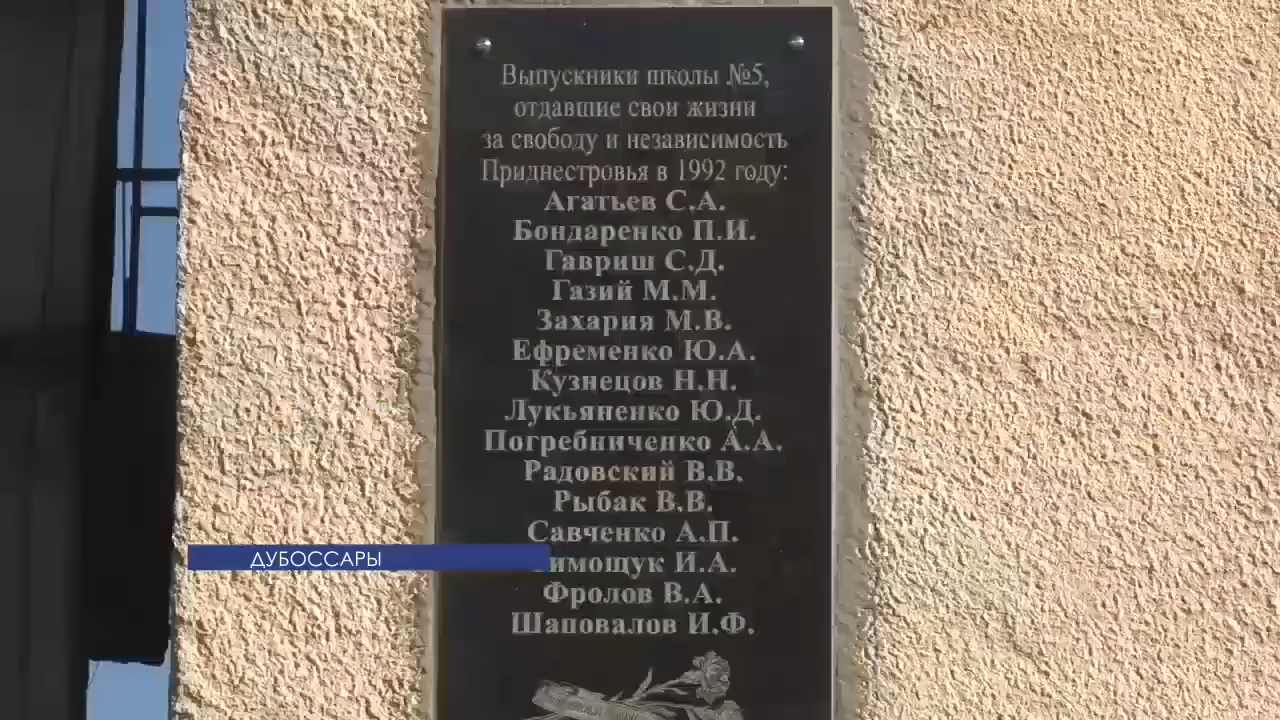 Выпускники школы №5,
отдавшие свои жизни
за свободу и независимость
Приднестровья в 1992 году:
Агатьев С.А.
Бондаренко П.И.
Гавриш С.Д.
Газий М.М.
Захария М.В.
Ефременко Ю.А.
Кузнецов Н.Н.
Лукьяненко Ю.Д.
Погребниченко А.А.
Радовский В.В.
Рыбак В.В.
Савченко А.П.
ДУБОССАРЫ
И.А.
Фролов В.А.
Шаповалов И.Ф.